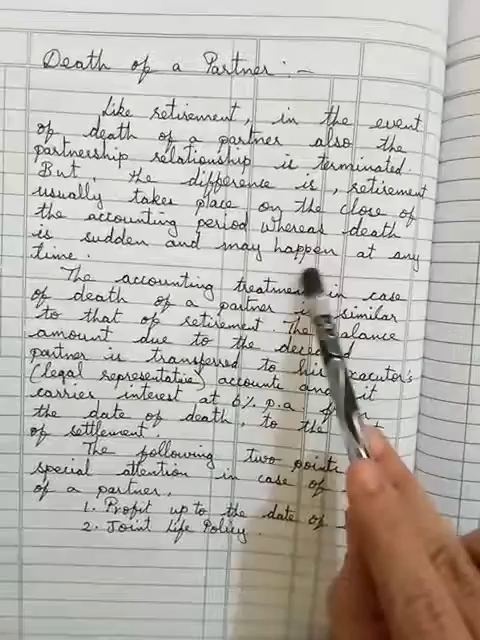 Death of a Partner : -
Like retirement, in the event
of death of a partner also the
partnership relationship is terminated.
But, the difference is, retirement
usually takes place on the close of
the accounting period whereas death
is sudden and may happen at any
time.
The accounting treatment in case
of death of a partner is similar
to that of retirement. The balance
amount due to the
partner is transferred to his executor's
(legal representative) account and it
carries interest at 6% p.a
the date of death, to the
of settlement.
The following two points
special attention in case of
of a partner.
1. Profit up to the date of
2. Joint Life Policy.